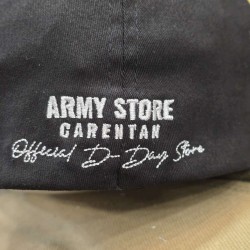 ARMY STORE
CARENTAN
Official D-Day Store